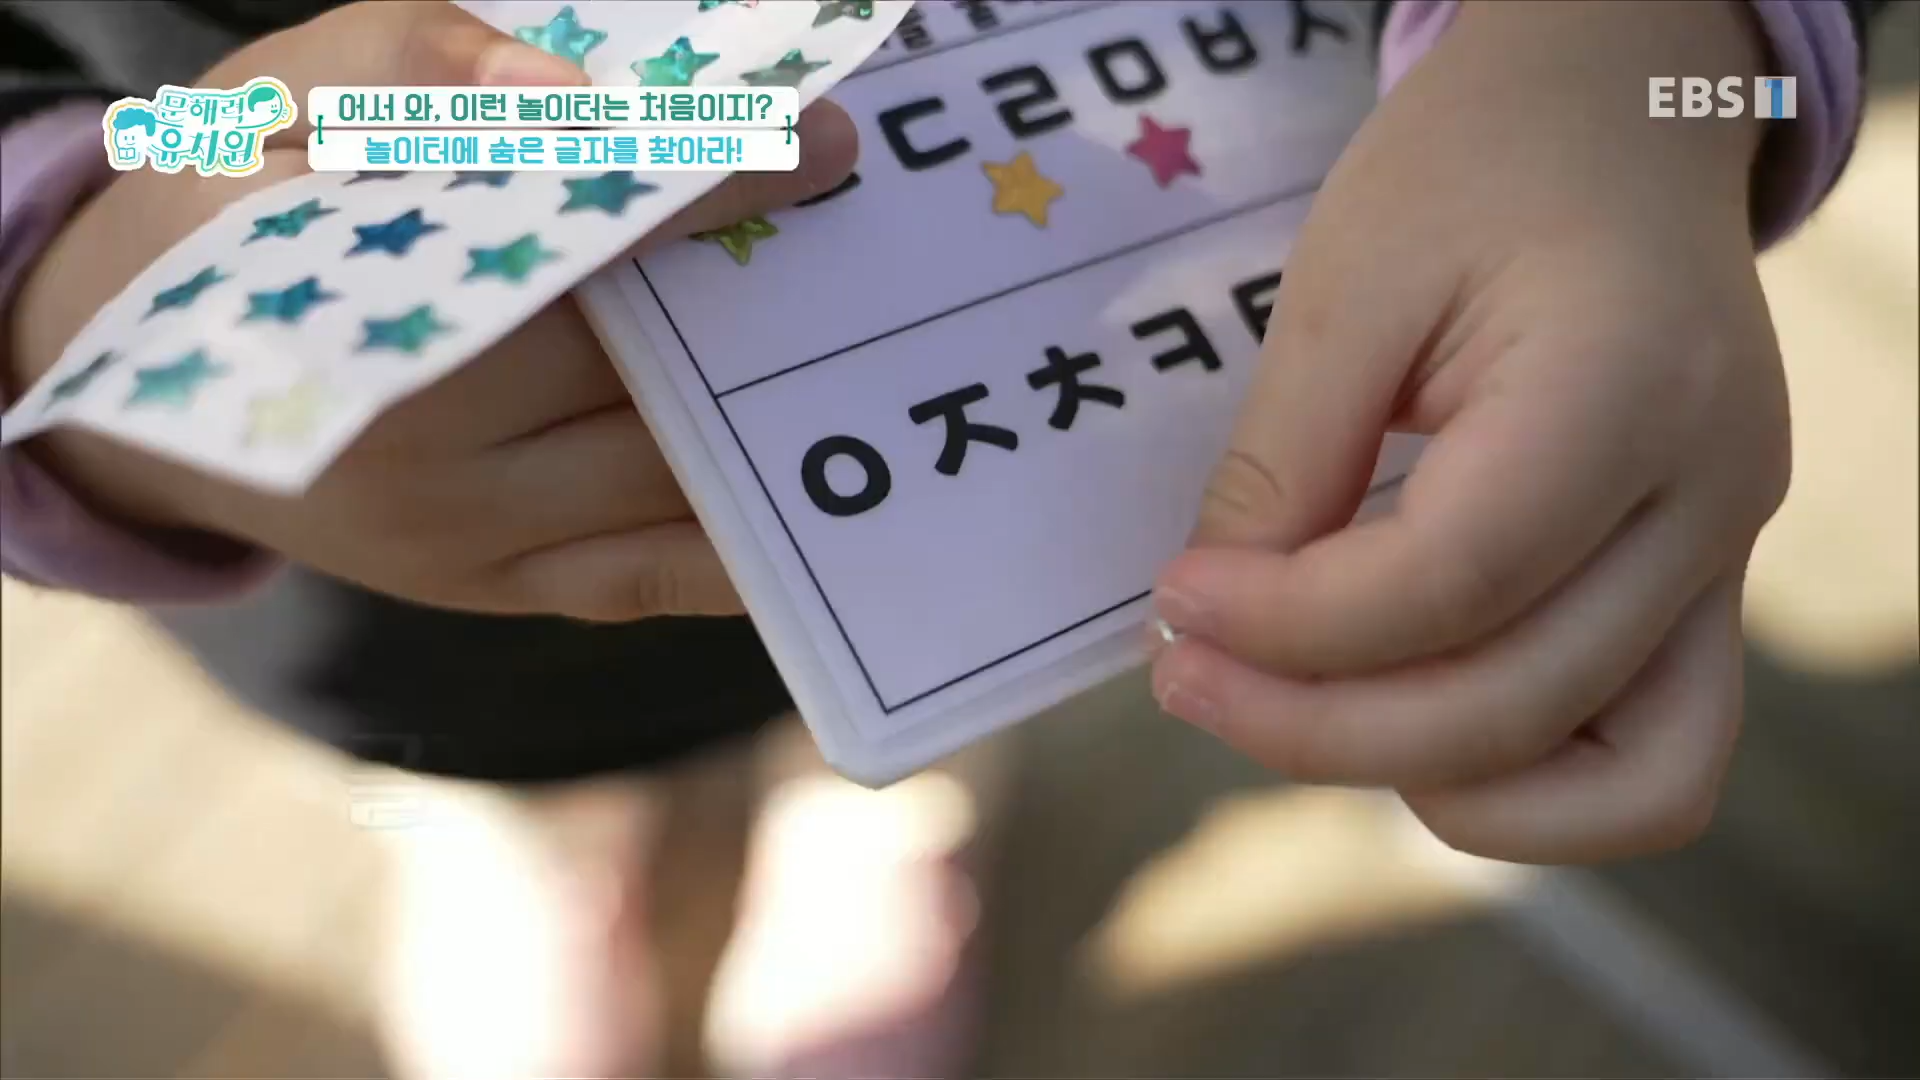 문해력
유치원
어서 와, 이런 놀이터는 처음이지?
놀이터에 숨은 글자를 찾아라!
EBS 1
ㄷㄹㅁㅂㅅ
ㅇㅈㅊㅋㅌ